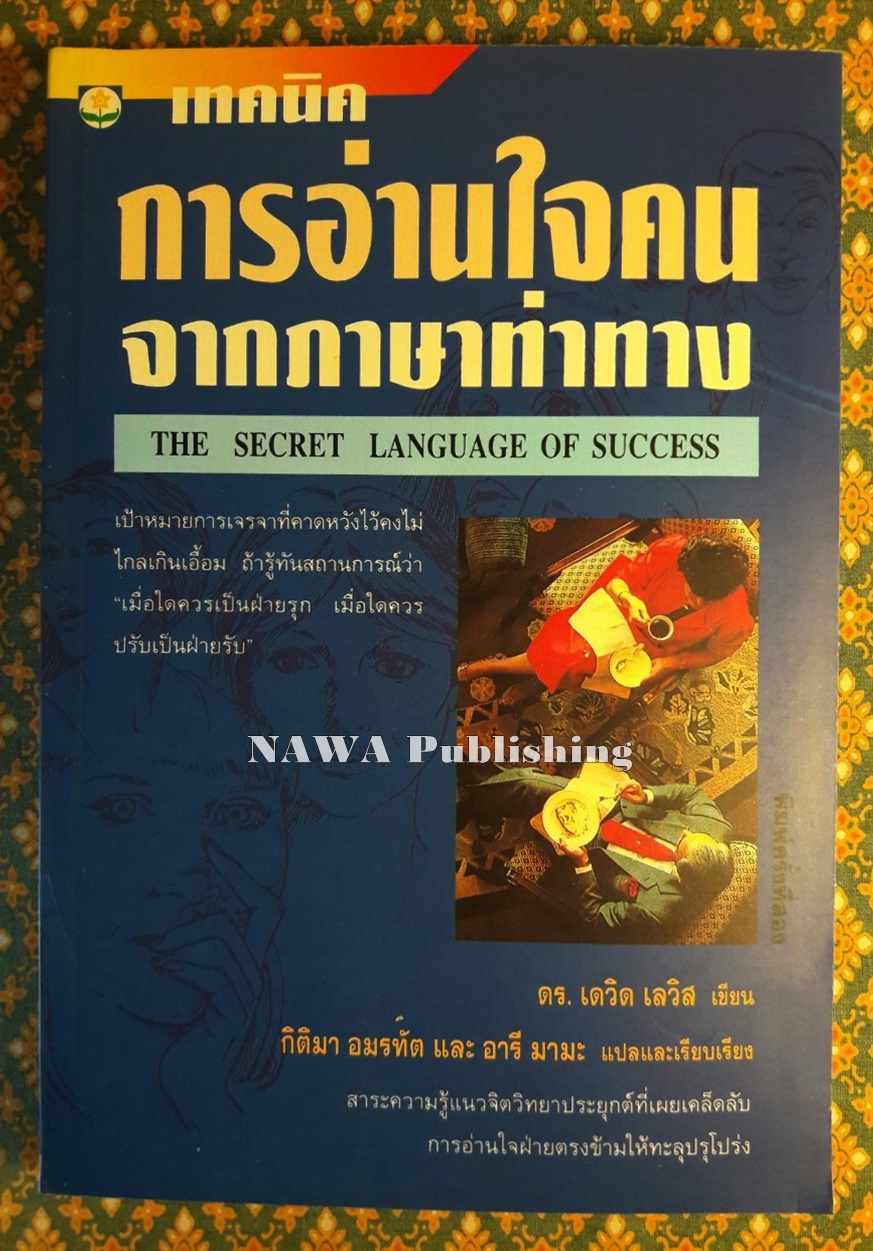 เทคนิค
การอ่านใจคน
จากภาษาท่าทาง
THE SECRET LANGUAGE OF SUCCESS
เป้าหมายการเจรจาที่คาดหวังไว้คงไม่
ไกลเกินเอื้อม ถ้ารู้ทันสถานการณ์ว่า
“เมื่อใดควรเป็นฝ่ายรุก เมื่อใดควร
ปรับเป็นฝ่ายรับ”
NAWA Publishing
พิมพ์ครั้งที่สอง
ดร. เดวิด เลวิส เขียน
กิติมา อมรทัต และ อารี มามะ แปลและเรียบเรียง
สาระความรู้แนวจิตวิทยาประยุกต์ที่เผยเคล็ดลับ
การอ่านใจฝ่ายตรงข้ามให้ทะลุปรุโปร่ง